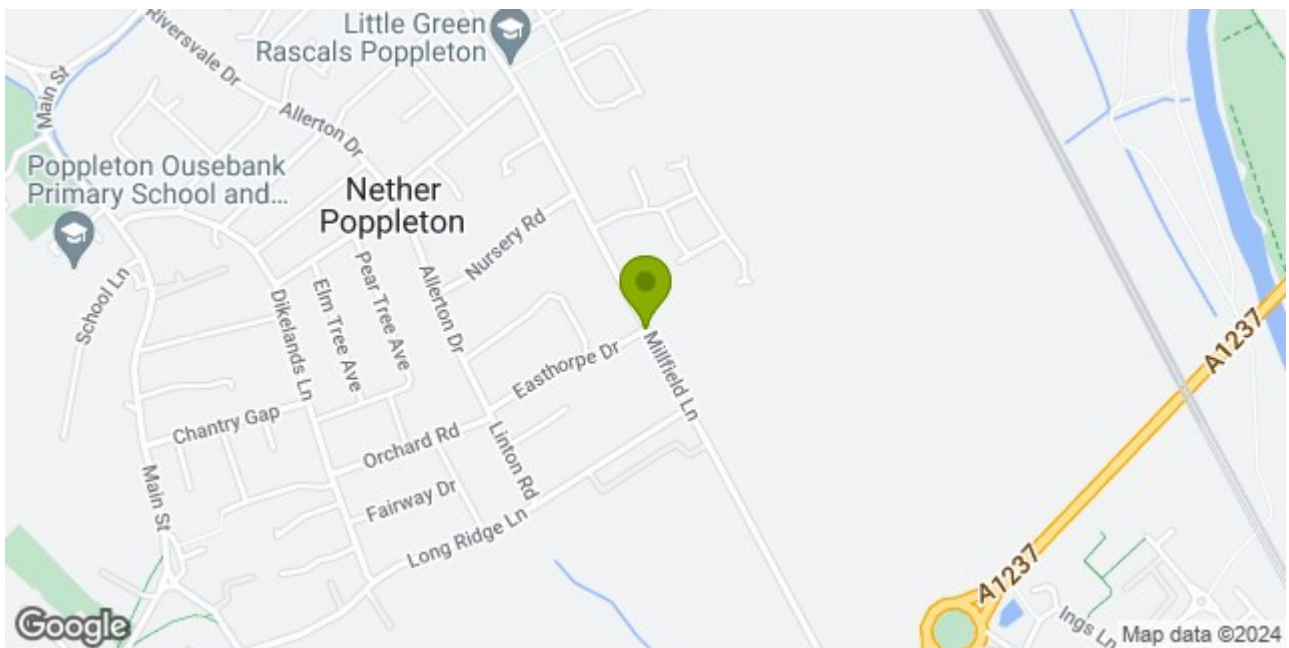 Riversvale Dr
Little Green
Rascals Poppleton
Main St
Allerton Dr
Poppleton Ousebank
Primary School and...
Nether
Poppleton
Nursery Rd
School Ln
Dikelands Ln
Elm Tree Ave
Pear Tree Ave
Allerton Dr
Easthorpe Dr
Millfield Ln
A1237
Chantry Gap
Orchard Rd
Linton Rd
Main St
Fairway Dr
Long Ridge Ln
A1237
Ings Ln
Google
Map data ©2024